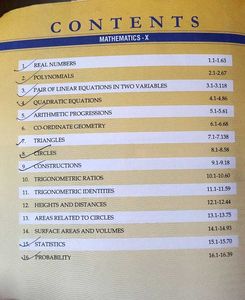 CONTENTS
MATHEMATICS - X
1. REAL NUMBERS 1.1-1.63
2. POLYNOMIALS 2.1-2.67
3. PAIR OF LINEAR EQUATIONS IN TWO VARIABLES 3.1-3.118
4. QUADRATIC EQUATIONS 4.1-4.86
5. ARITHMETIC PROGRESSIONS 5.1-5.61
6. CO-ORDINATE GEOMETRY 6.1-6.68
7. TRIANGLES 7.1-7.138
8. CIRCLES 8.1-8.58
9. CONSTRUCTIONS 9.1-9.18
10. TRIGONOMETRIC RATIOS 10.1-10.60
11. TRIGONOMETRIC IDENTITIES 11.1-11.59
12. HEIGHTS AND DISTANCES 12.1-12.44
13. AREAS RELATED TO CIRCLES 13.1-13.75
14. SURFACE AREAS AND VOLUMES 14.1-14.93
15. STATISTICS 15.1-15.70
16. PROBABILITY 16.1-16.39